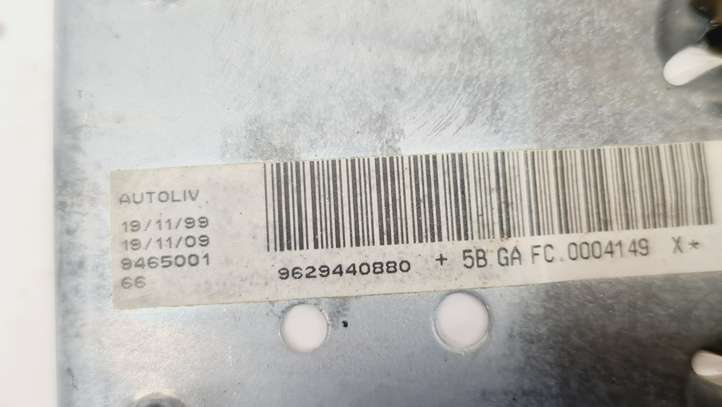 AUTOLIV
19/11/99
19/11/09
9465001
66
9629440880 + 5B GA FC.0004149 X*